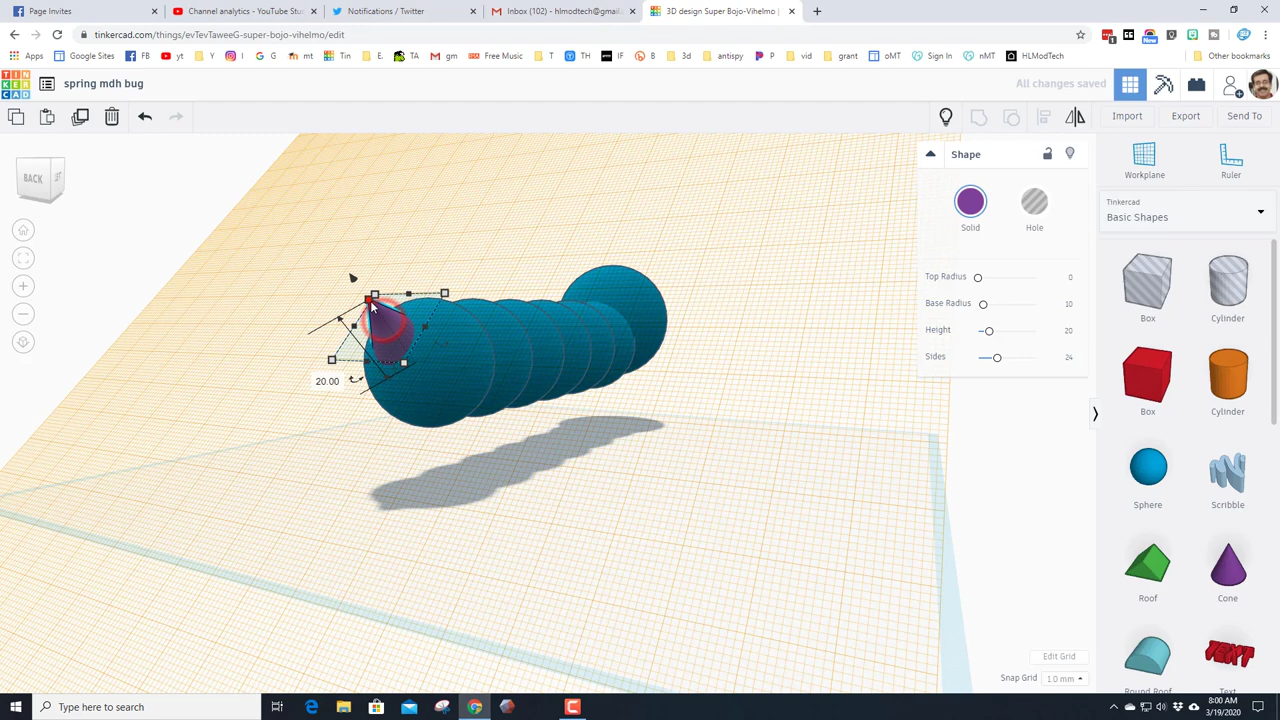 Page Invites
Channel analytics - YouTube Stu
Notifications / Twitter
Inbox (102) - hlmodtech@gmail.c
3D design Super Bojo-Vihelmo |
tinkercad.com/things/evTevTaweeG-super-bojo-vihelmo/edit
Apps
Google Sites
FB
Y
I
G
mt
TA
gm
Free Music
T
TH
IF
B
3d
antispy
P
vid
grant
oMT
Sign In
nMT
HLModTech
Other bookmarks
TIN
KER
CAD
spring mdh bug
All changes saved
Import
Export
Send To
BACK
Shape
Solid
Hole
Top Radius 0
Base Radius 10
Height 20
Sides 24
20.00
Workplane
Ruler
Tinkercad
Basic Shapes
Box
Cylinder
Box
Cylinder
Sphere
Scribble
Roof
Cone
TEXT
Round Roof
Text
Edit Grid
Snap Grid 1.0 mm
Type here to search
8:00 AM
3/19/2020